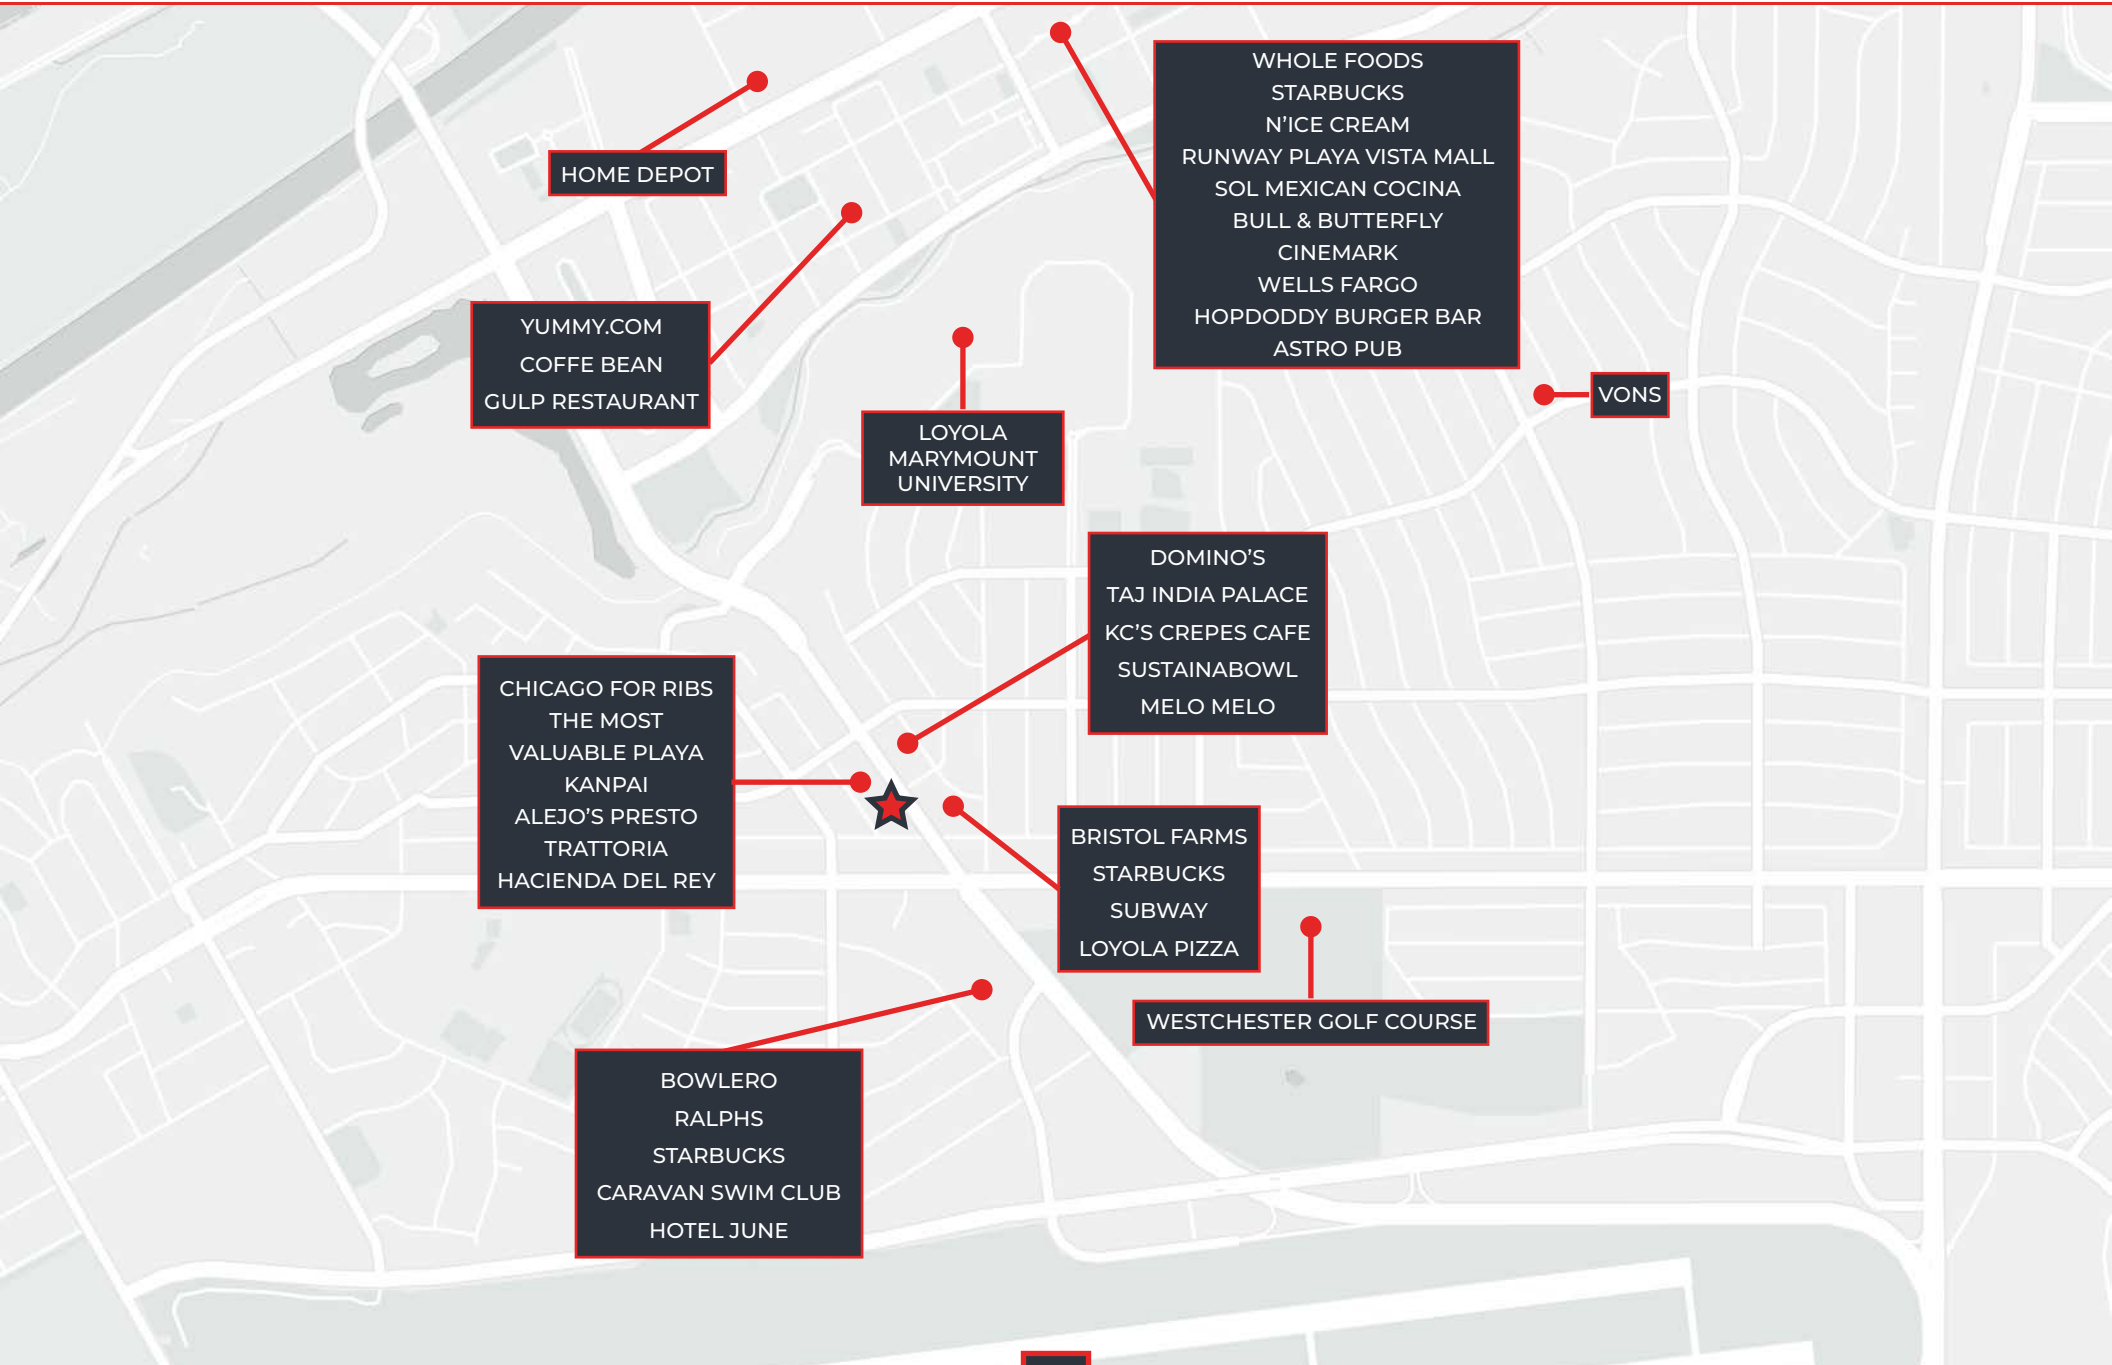 WHOLE FOODS
STARBUCKS
N’ICE CREAM
RUNWAY PLAYA VISTA MALL
SOL MEXICAN COCINA
BULL & BUTTERFLY
CINEMARK
WELLS FARGO
HOPDODDY BURGER BAR
ASTRO PUB
HOME DEPOT
YUMMY.COM
COFFE BEAN
GULP RESTAURANT
VONS
LOYOLA
MARYMOUNT
UNIVERSITY
DOMINO’S
TAJ INDIA PALACE
KC’S CREPES CAFE
SUSTAINABOWL
MELO MELO
CHICAGO FOR RIBS
THE MOST
VALUABLE PLAYA
KANPAI
ALEJO’S PRESTO
TRATTORIA
HACIENDA DEL REY
BRISTOL FARMS
STARBUCKS
SUBWAY
LOYOLA PIZZA
WESTCHESTER GOLF COURSE
BOWLERO
RALPHS
STARBUCKS
CARAVAN SWIM CLUB
HOTEL JUNE